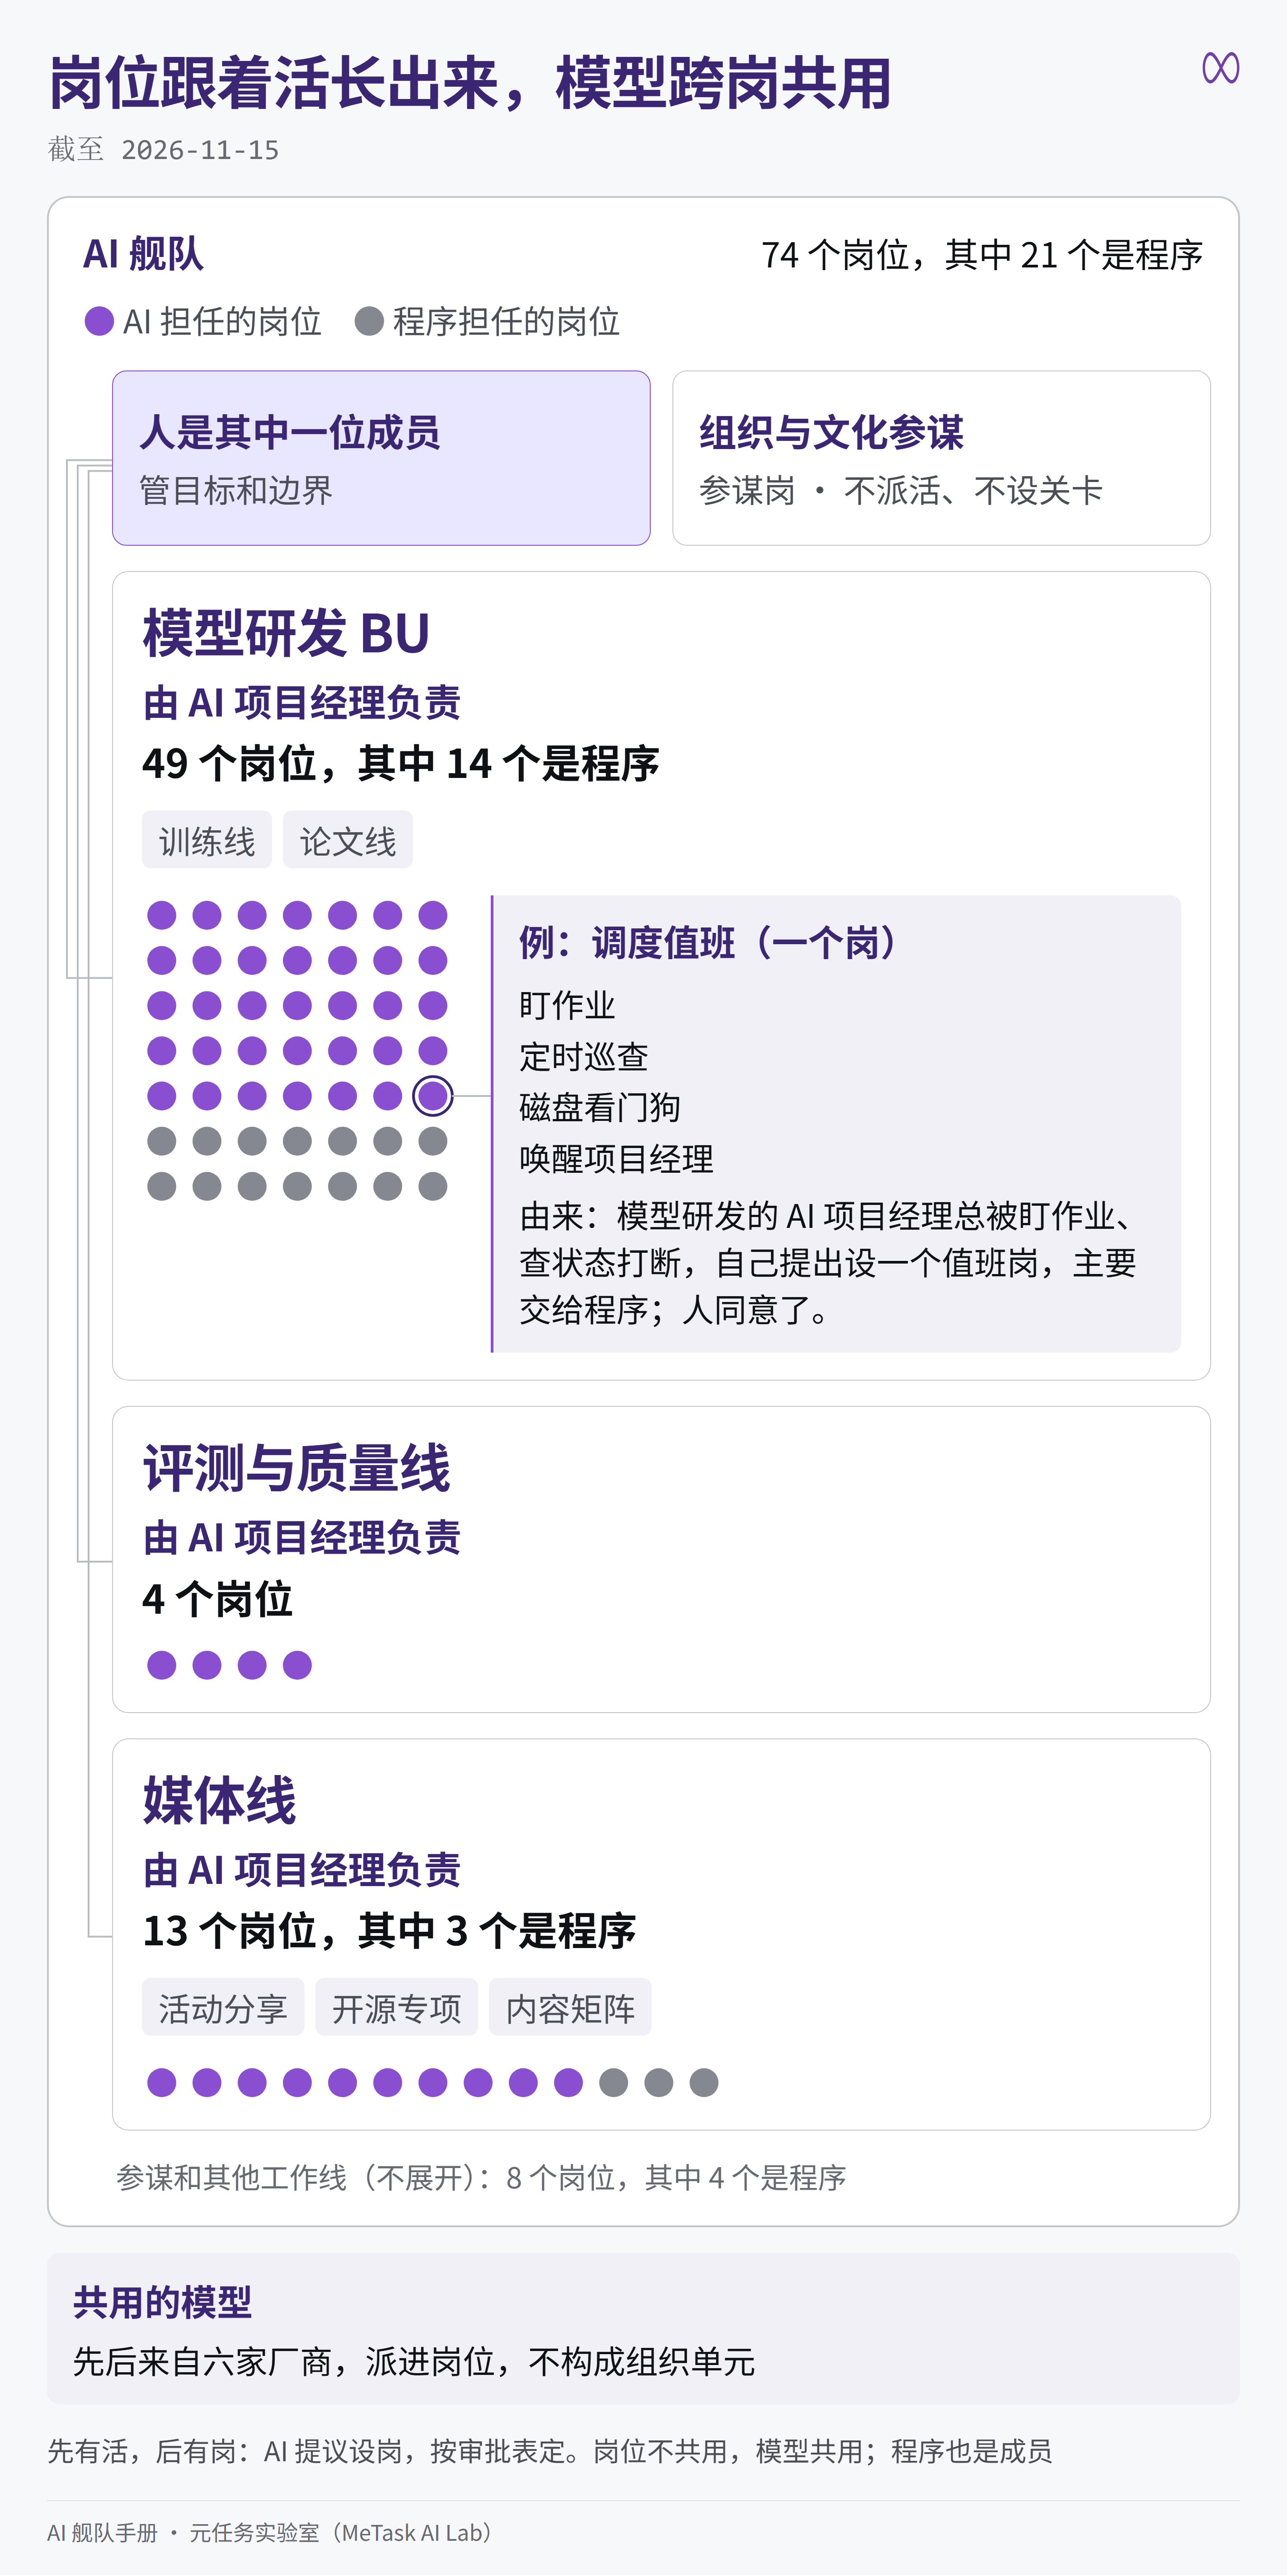 岗位跟着活长出来，模型跨岗共用
截至 2026-11-15
AI 舰队
74 个岗位，其中 21 个是程序
AI 担任的岗位
程序担任的岗位
人是其中一位成员
管目标和边界
组织与文化参谋
参谋岗 · 不派活、不设关卡
模型研发 BU
由 AI 项目经理负责
49 个岗位，其中 14 个是程序
训练线
论文线
例：调度值班（一个岗）
盯作业
定时巡查
磁盘看门狗
唤醒项目经理
由来：模型研发的 AI 项目经理总被盯作业、
查状态打断，自己提出设一个值班岗，主要
交给程序；人同意了。
评测与质量线
由 AI 项目经理负责
4 个岗位
媒体线
由 AI 项目经理负责
13 个岗位，其中 3 个是程序
活动分享
开源专项
内容矩阵
参谋和其他工作线（不展开）：8 个岗位，其中 4 个是程序
共用的模型
先后来自六家厂商，派进岗位，不构成组织单元
先有活，后有岗：AI 提议设岗，按审批表定。岗位不共用，模型共用；程序也是成员
AI 舰队手册 · 元任务实验室（MeTask AI Lab）